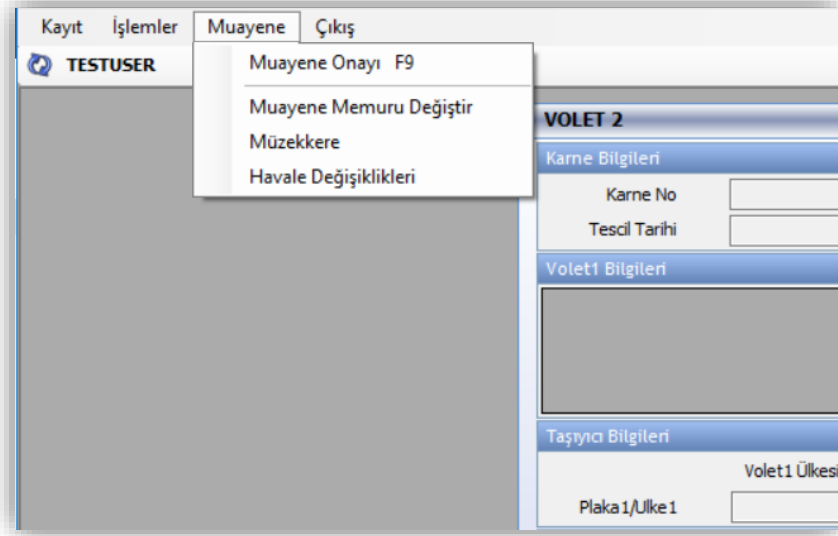 Kayıt İşlemler Muayene Çıkış
TESTUSER
Muayene Onayı F9
Muayene Memuru Değiştir
Müzekkere
Havale Değişiklikleri
VOLET 2
Karne Bilgileri
Karne No
Tescil Tarihi
Volet1 Bilgileri
Taşıyıcı Bilgileri
Volet1 Ülkesi
Plaka1/Ulke1